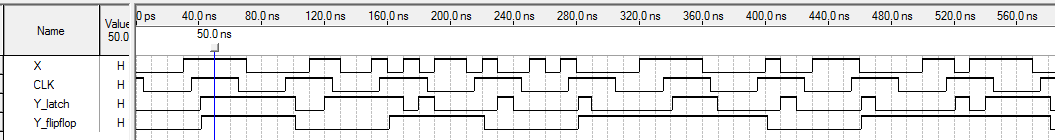 Name Value 50.0 0 ps 40.0 ns 80.0 ns 120.0 ns 160.0 ns 200.0 ns 240.0 ns 280.0 ns 320.0 ns 360.0 ns 400.0 ns 440.0 ns 480.0 ns 520.0 ns 560.0 ns
50.0 ns
X H
CLK H
Y_latch H
Y_flipflop H